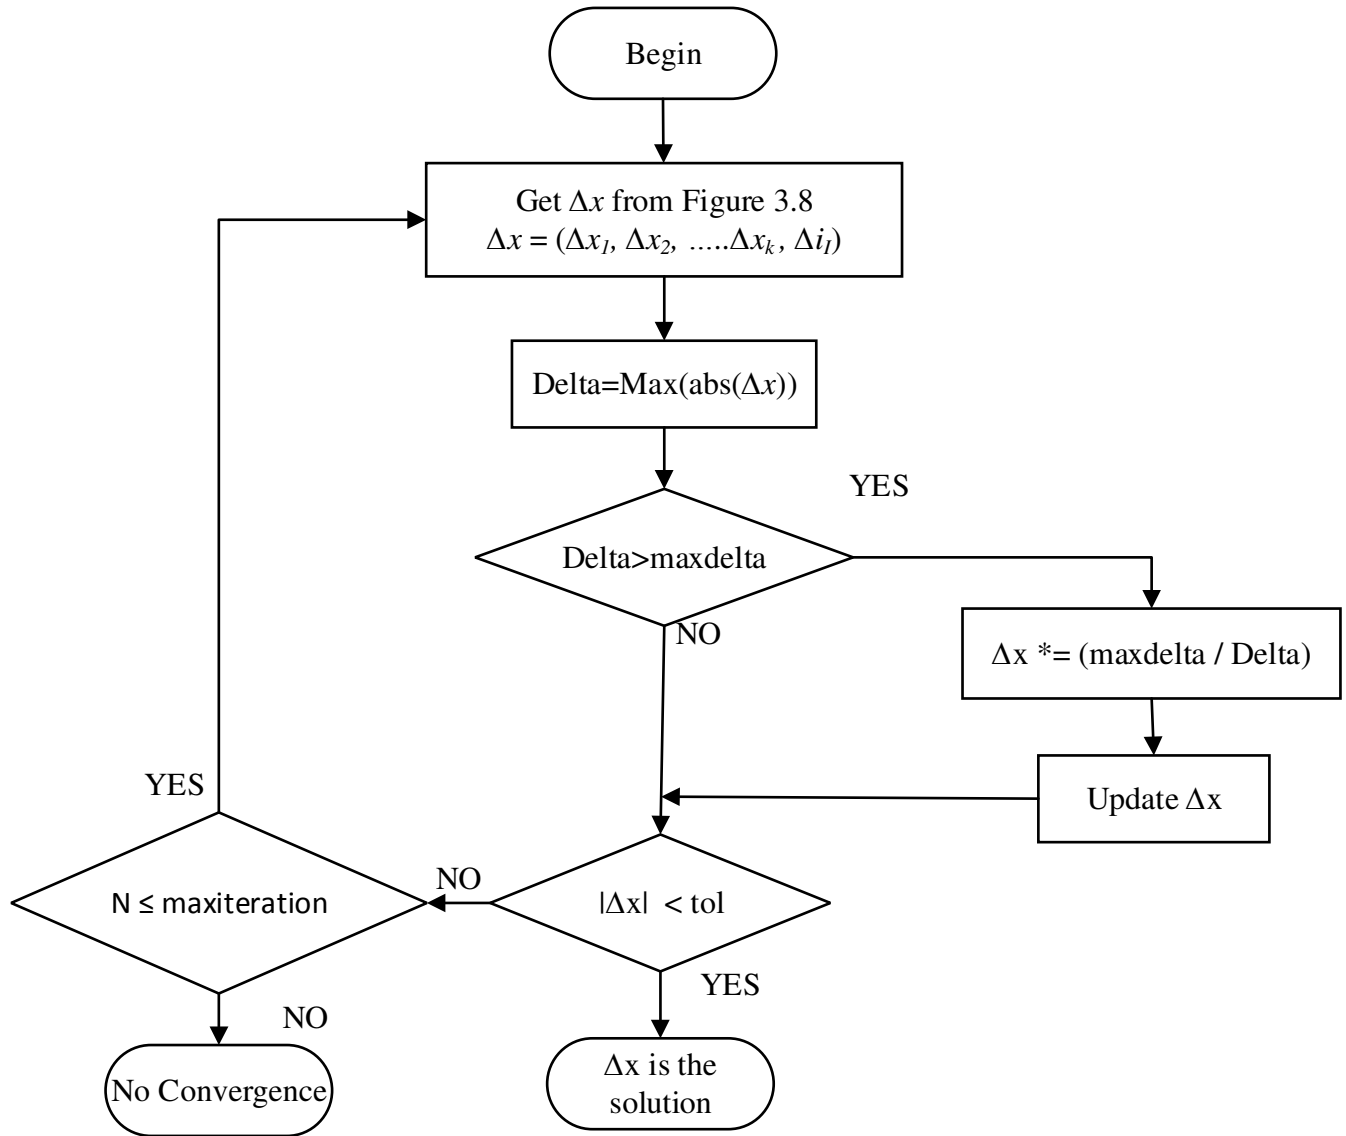 Begin
Get Δx from Figure 3.8
Δx = (Δx1, Δx2, .....Δxk, ΔiI)
Delta=Max(abs(Δx))
YES
Delta>maxdelta
NO
Δx *= (maxdelta / Delta)
YES
Update Δx
N ≤ maxiteration
NO
|Δx| < tol
YES
NO
No Convergence
Δx is the
solution